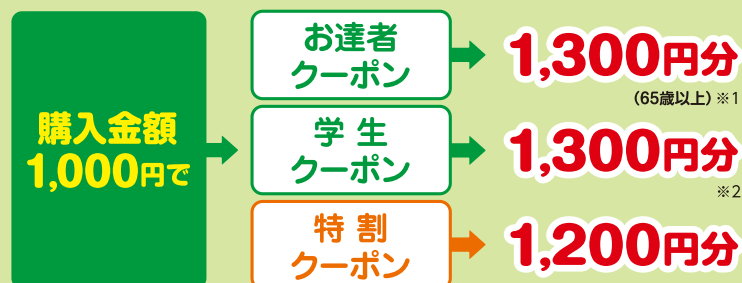 購入金額
1,000円で
お達者
クーポン
1,300円分
(65歳以上)※1
学生
クーポン
1,300円分
※2
特割
クーポン
1,200円分